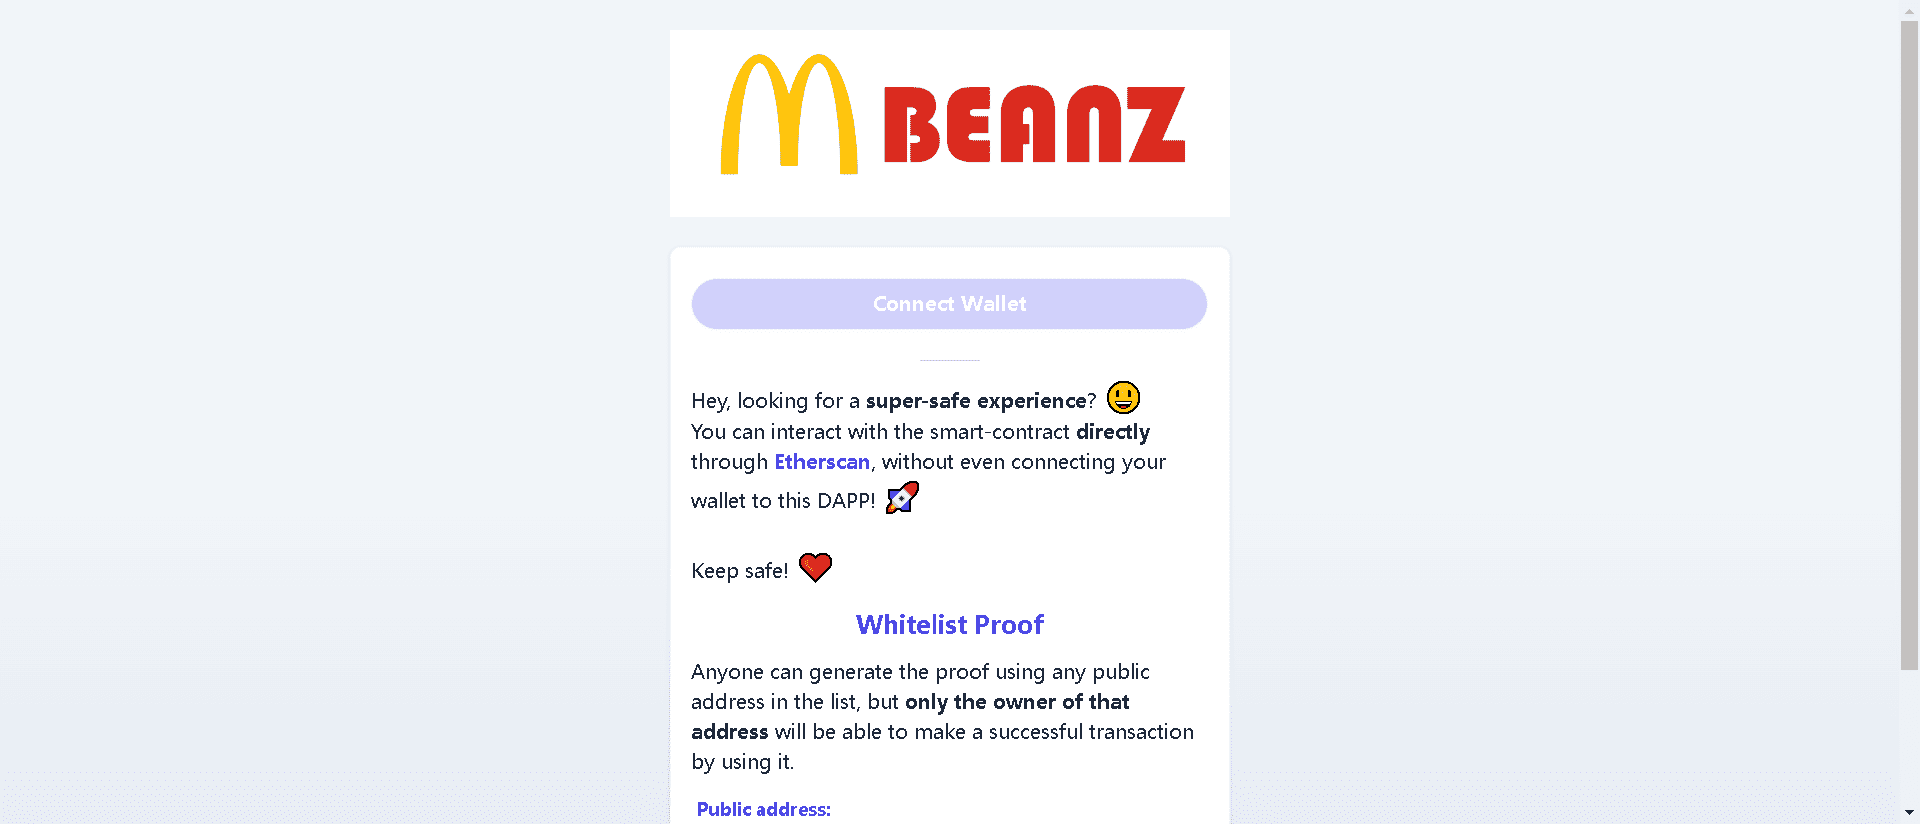 BEANZ
Connect Wallet
Hey, looking for a super-safe experience? 😃
You can interact with the smart-contract directly
through Etherscan, without even connecting your
wallet to this DAPP! 🚀
Keep safe! ❤️
Whitelist Proof
Anyone can generate the proof using any public
address in the list, but only the owner of that
address will be able to make a successful transaction
by using it.
Public address: